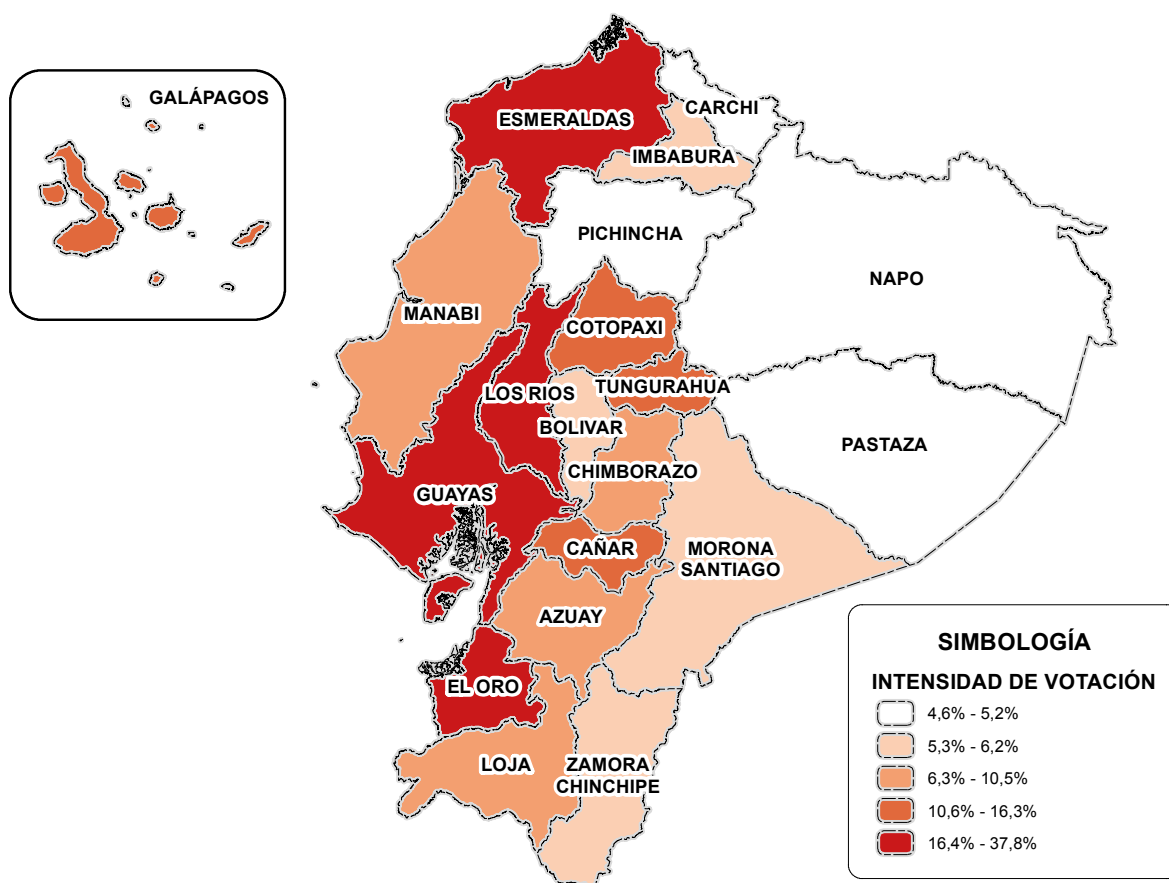 GALÁPAGOS
ESMERALDAS
CARCHI
IMBABURA
PICHINCHA
NAPO
MANABI
COTOPAXI
TUNGURAHUA
LOS RIOS
BOLIVAR
PASTAZA
CHIMBORAZO
GUAYAS
CAÑAR
MORONA
SANTIAGO
AZUAY
EL ORO
LOJA
ZAMORA
CHINCHIPE
SIMBOLOGÍA
INTENSIDAD DE VOTACIÓN
4,6% - 5,2%
5,3% - 6,2%
6,3% - 10,5%
10,6% - 16,3%
16,4% - 37,8%